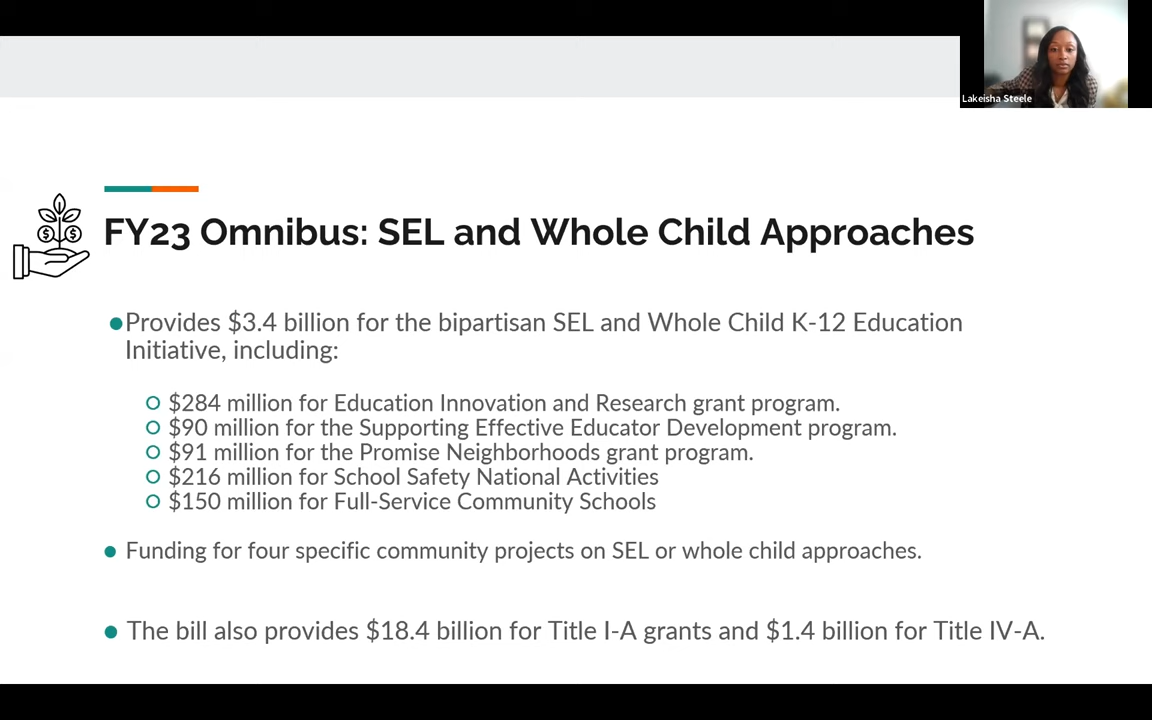 Lakeisha Steele
FY23 Omnibus: SEL and Whole Child Approaches
●Provides $3.4 billion for the bipartisan SEL and Whole Child K-12 Education
Initiative, including:
○ $284 million for Education Innovation and Research grant program.
○ $90 million for the Supporting Effective Educator Development program.
○ $91 million for the Promise Neighborhoods grant program.
○ $216 million for School Safety National Activities
○ $150 million for Full-Service Community Schools
● Funding for four specific community projects on SEL or whole child approaches.
● The bill also provides $18.4 billion for Title I-A grants and $1.4 billion for Title IV-A.